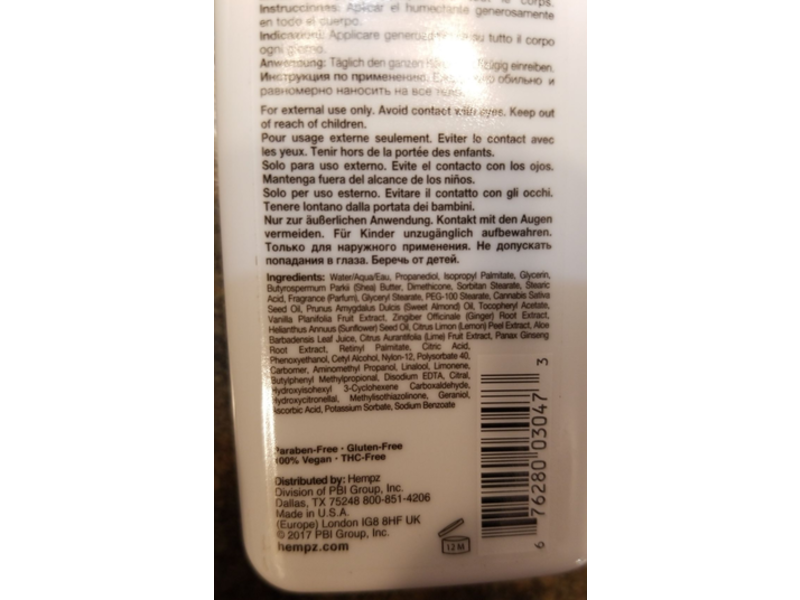 Instrucciones: Aplicar el humectante generosamente
en todo el cuerpo.
Indicazioni: Applicare su tutto il corpo
ogni giorno.
Anwendung: Täglich den ganzen einreiben.
Инструкция по применению. обильно и
равномерно наносить на все
For external use only. Avoid contact with eyes. Keep out
of reach of children.
Pour usage externe seulement. Eviter le contact avec
les yeux. Tenir hors de la portée des enfants.
Solo para uso externo. Evite el contacto con los ojos.
Mantenga fuera del alcance de los niños.
Solo per uso esterno. Evitare il contatto con gli occhi.
Tenere lontano dalla portata dei bambini.
Nur zur äußerlichen Anwendung. Kontakt mit den Augen
vermeiden. Für Kinder unzugänglich aufbewahren.
Только для наружного применения. Не допускать
попадания в глаза. Беречь от детей.
Ingredients: Water/Aqua/Eau, Propanediol, Isopropyl Palmitate, Glycerin,
Butyrospermum Parkii (Shea) Butter, Dimethicone, Sorbitan Stearate, Stearic
Acid, Fragrance (Parfum), Glyceryl Stearate, PEG-100 Stearate, Cannabis Sativa
Seed Oil, Prunus Amygdalus Dulcis (Sweet Almond) Oil, Tocopheryl Acetate,
Vanilla Planifolia Fruit Extract, Zingiber Officinale (Ginger) Root Extract,
Helianthus Annuus (Sunflower) Seed Oil, Citrus Limon (Lemon) Peel Extract, Aloe
Barbadensis Leaf Juice, Citrus Aurantifolia (Lime) Fruit Extract, Panax Ginseng
Root Extract, Retinyl Palmitate, Citric Acid,
Phenoxyethanol, Cetyl Alcohol, Nylon-12, Polysorbate 40,
Carbomer, Aminomethyl Propanol, Linalool, Limonene,
Butylphenyl Methylpropional, Disodium EDTA, Citral,
Hydroxyisohexyl 3-Cyclohexene Carboxaldehyde,
Hydroxycitronellal, Methylisothiazolinone, Geraniol,
Ascorbic Acid, Potassium Sorbate, Sodium Benzoate
Paraben-Free · Gluten-Free
100% Vegan · THC-Free
Distributed by: Hempz
Division of PBI Group, Inc.
Dallas, TX 75248 800-851-4206
Made in U.S.A.
(Europe) London IG8 8HF UK
© 2017 PBI Group, Inc.
hempz.com
12M
6 76280 03047 3